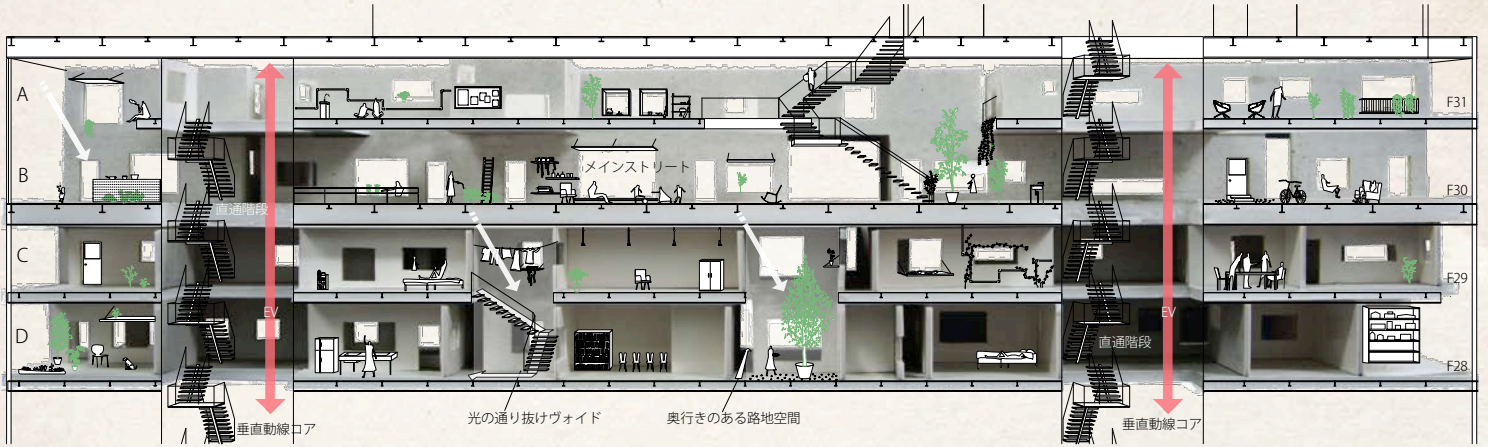 A
F31
B
メインストリート
F30
直通階段
C
F29
EV
EV
D
直通階段
F28
光の通り抜けヴォイド
奥行きのある路地空間
垂直動線コア
垂直動線コア